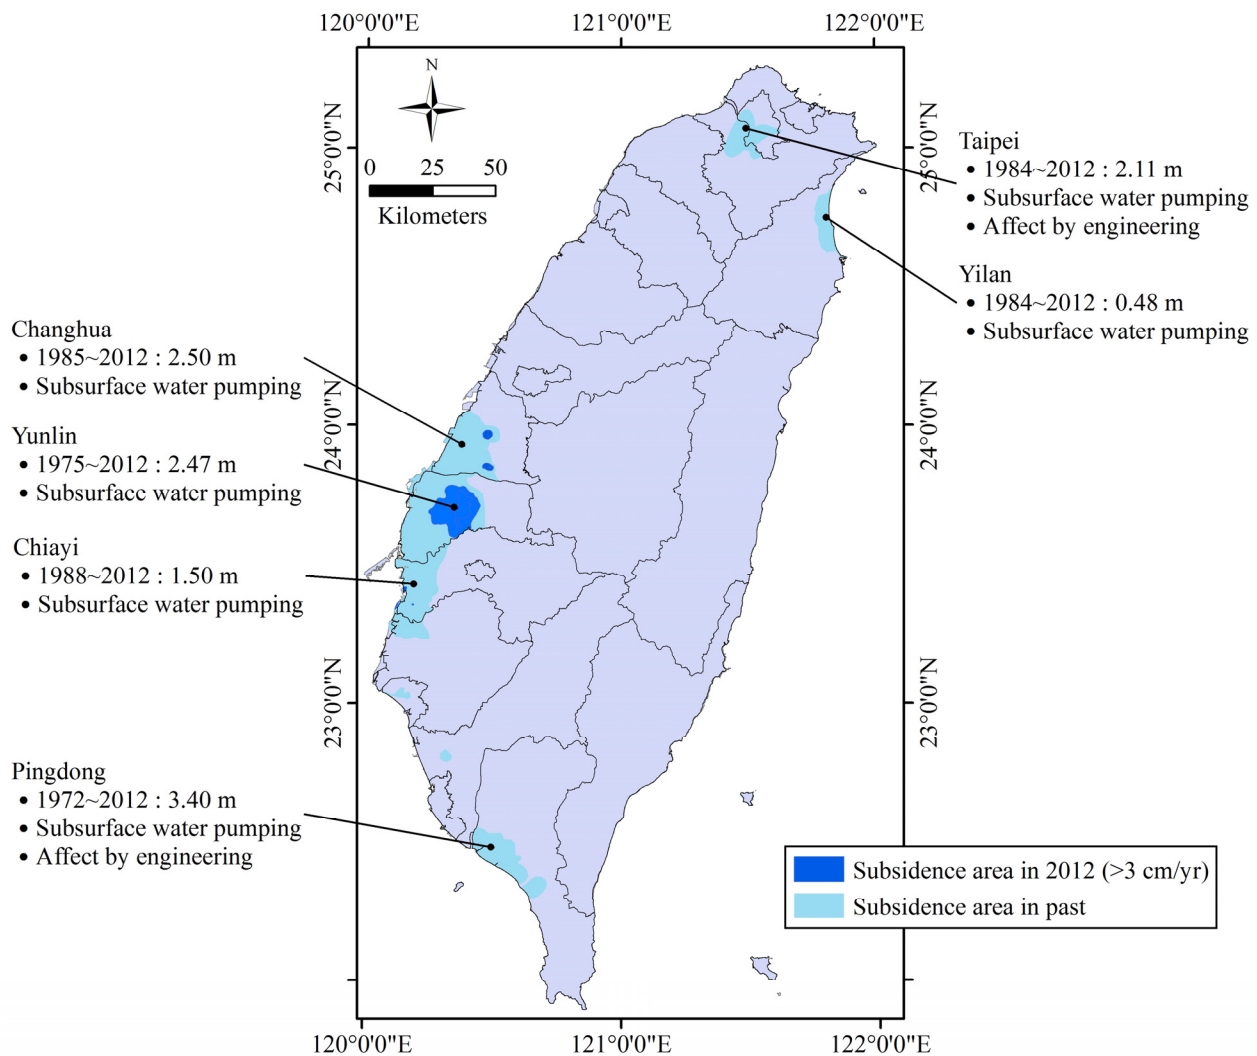 120°0'0"E 121°0'0"E 122°0'0"E
N
0 25 50
Kilometers
25°0'0"N
25°0'0"N
Taipei
• 1984~2012 : 2.11 m
• Subsurface water pumping
• Affect by engineering
Yilan
• 1984~2012 : 0.48 m
• Subsurface water pumping
Changhua
• 1985~2012 : 2.50 m
• Subsurface water pumping
24°0'0"N
24°0'0"N
Yunlin
• 1975~2012 : 2.47 m
• Subsurface water pumping
Chiayi
• 1988~2012 : 1.50 m
• Subsurface water pumping
23°0'0"N
23°0'0"N
Pingdong
• 1972~2012 : 3.40 m
• Subsurface water pumping
• Affect by engineering
Subsidence area in 2012 (>3 cm/yr)
Subsidence area in past
120°0'0"E 121°0'0"E 122°0'0"E